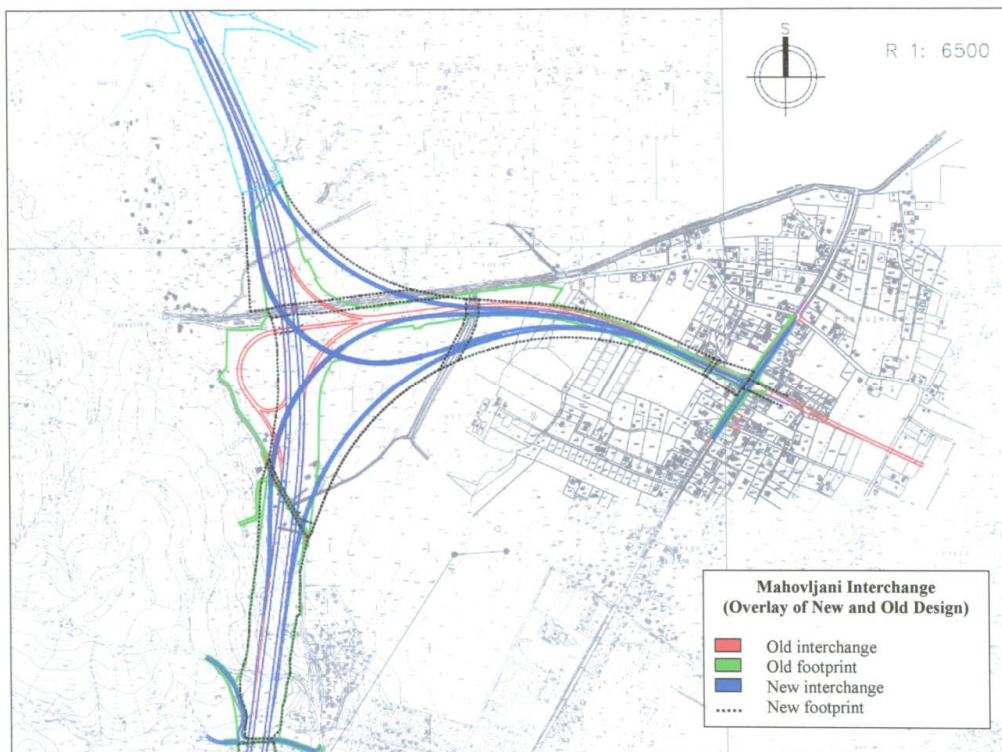 S
R 1: 6500
Mahovljani Interchange
(Overlay of New and Old Design)
Old interchange
Old footprint
New interchange
New footprint